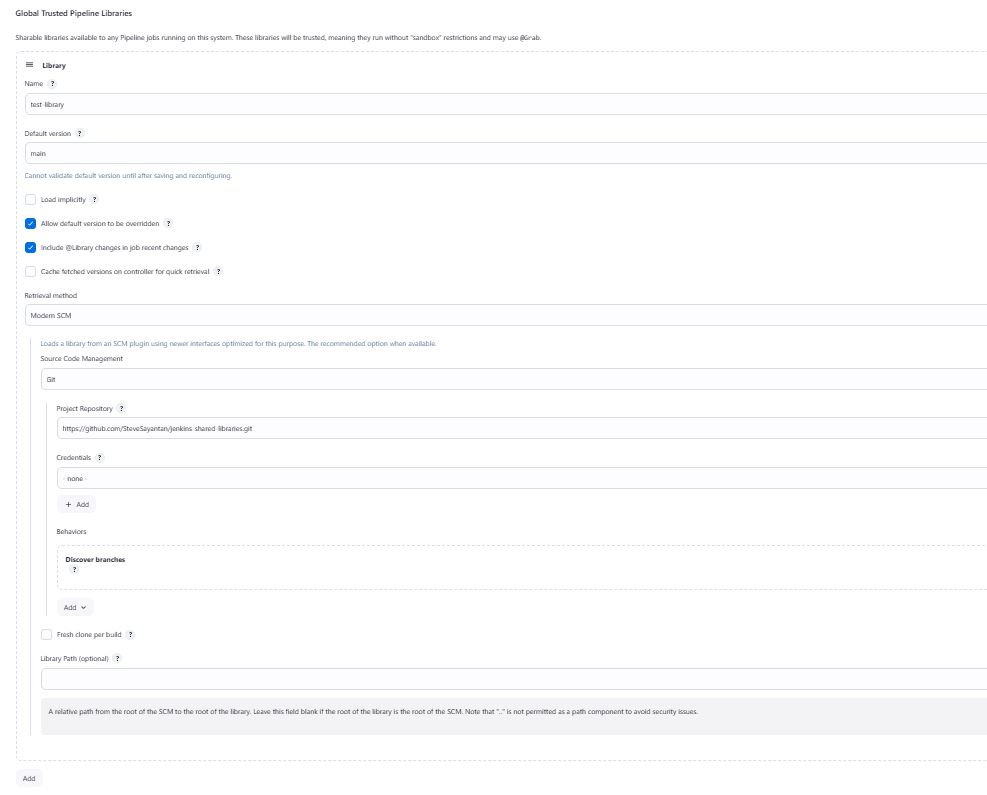 Global Trusted Pipeline Libraries
Sharable libraries available to any Pipeline jobs running on this system. These libraries will be trusted, meaning they run without "sandbox" restrictions and may use @Grab.
Library
Name ?
test-library
Default version ?
main
Cannot validate default version until after saving and reconfiguring.
Load implicitly ?
Allow default version to be overridden ?
Include @Library changes in job recent changes ?
Cache fetched versions on controller for quick retrieval ?
Retrieval method
Modern SCM
Loads a library from an SCM plugin using newer interfaces optimized for this purpose. The recommended option when available.
Source Code Management
Git
Project Repository ?
https://github.com/SteveSayantan/jenkins-shared-libraries.git
Credentials ?
- none -
+ Add
Behaviors
Discover branches
?
Add
Fresh clone per build ?
Library Path (optional) ?
A relative path from the root of the SCM to the root of the library. Leave this field blank if the root of the library is the root of the SCM. Note that ".." is not permitted as a path component to avoid security issues.
Add